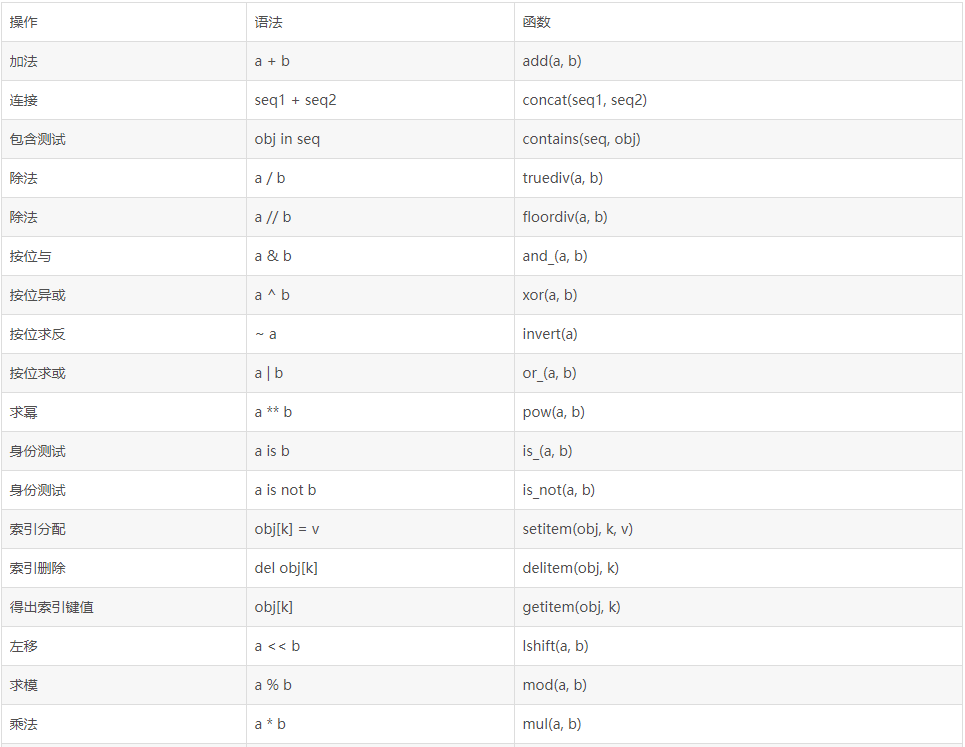 操作 语法 函数
加法 a + b add(a, b)
连接 seq1 + seq2 concat(seq1, seq2)
包含测试 obj in seq contains(seq, obj)
除法 a / b truediv(a, b)
除法 a // b floordiv(a, b)
按位与 a & b and_(a, b)
按位异或 a ^ b xor(a, b)
按位求反 ~ a invert(a)
按位求或 a | b or_(a, b)
求幂 a ** b pow(a, b)
身份测试 a is b is_(a, b)
身份测试 a is not b is_not(a, b)
索引分配 obj[k] = v setitem(obj, k, v)
索引删除 del obj[k] delitem(obj, k)
得出索引键值 obj[k] getitem(obj, k)
左移 a << b lshift(a, b)
求模 a % b mod(a, b)
乘法 a * b mul(a, b)